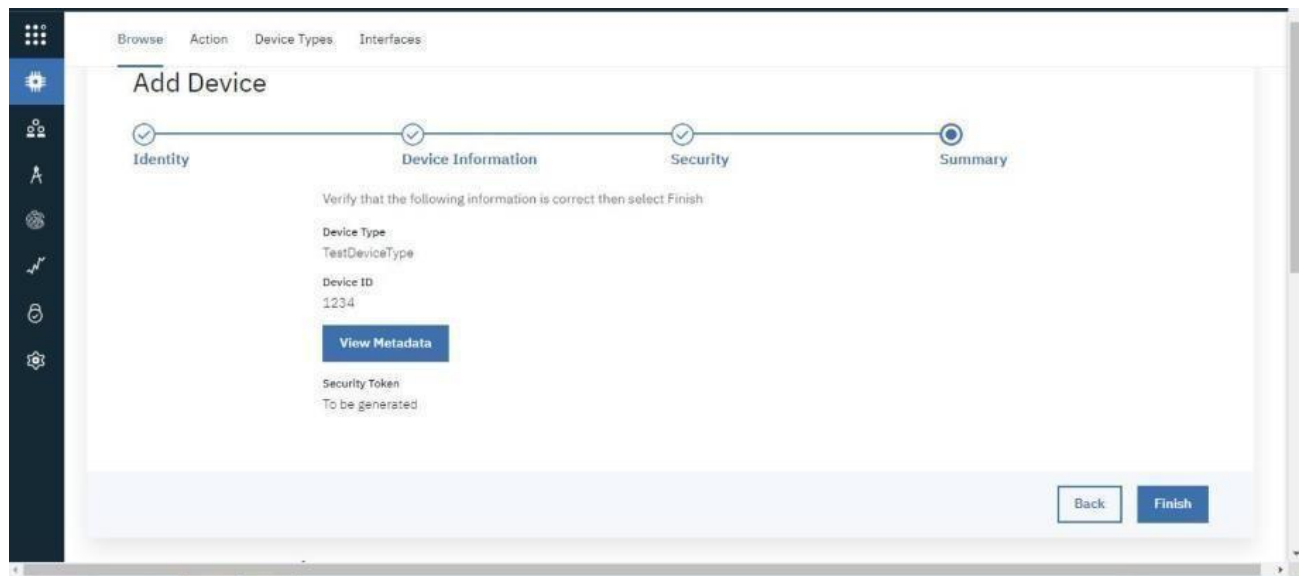 Browse Action Device Types Interfaces
Add Device
Identity Device Information Security Summary
Verify that the following information is correct then select Finish
Device Type
TestDeviceType
Device ID
1234
View Metadata
Security Token
To be generated
Back Finish